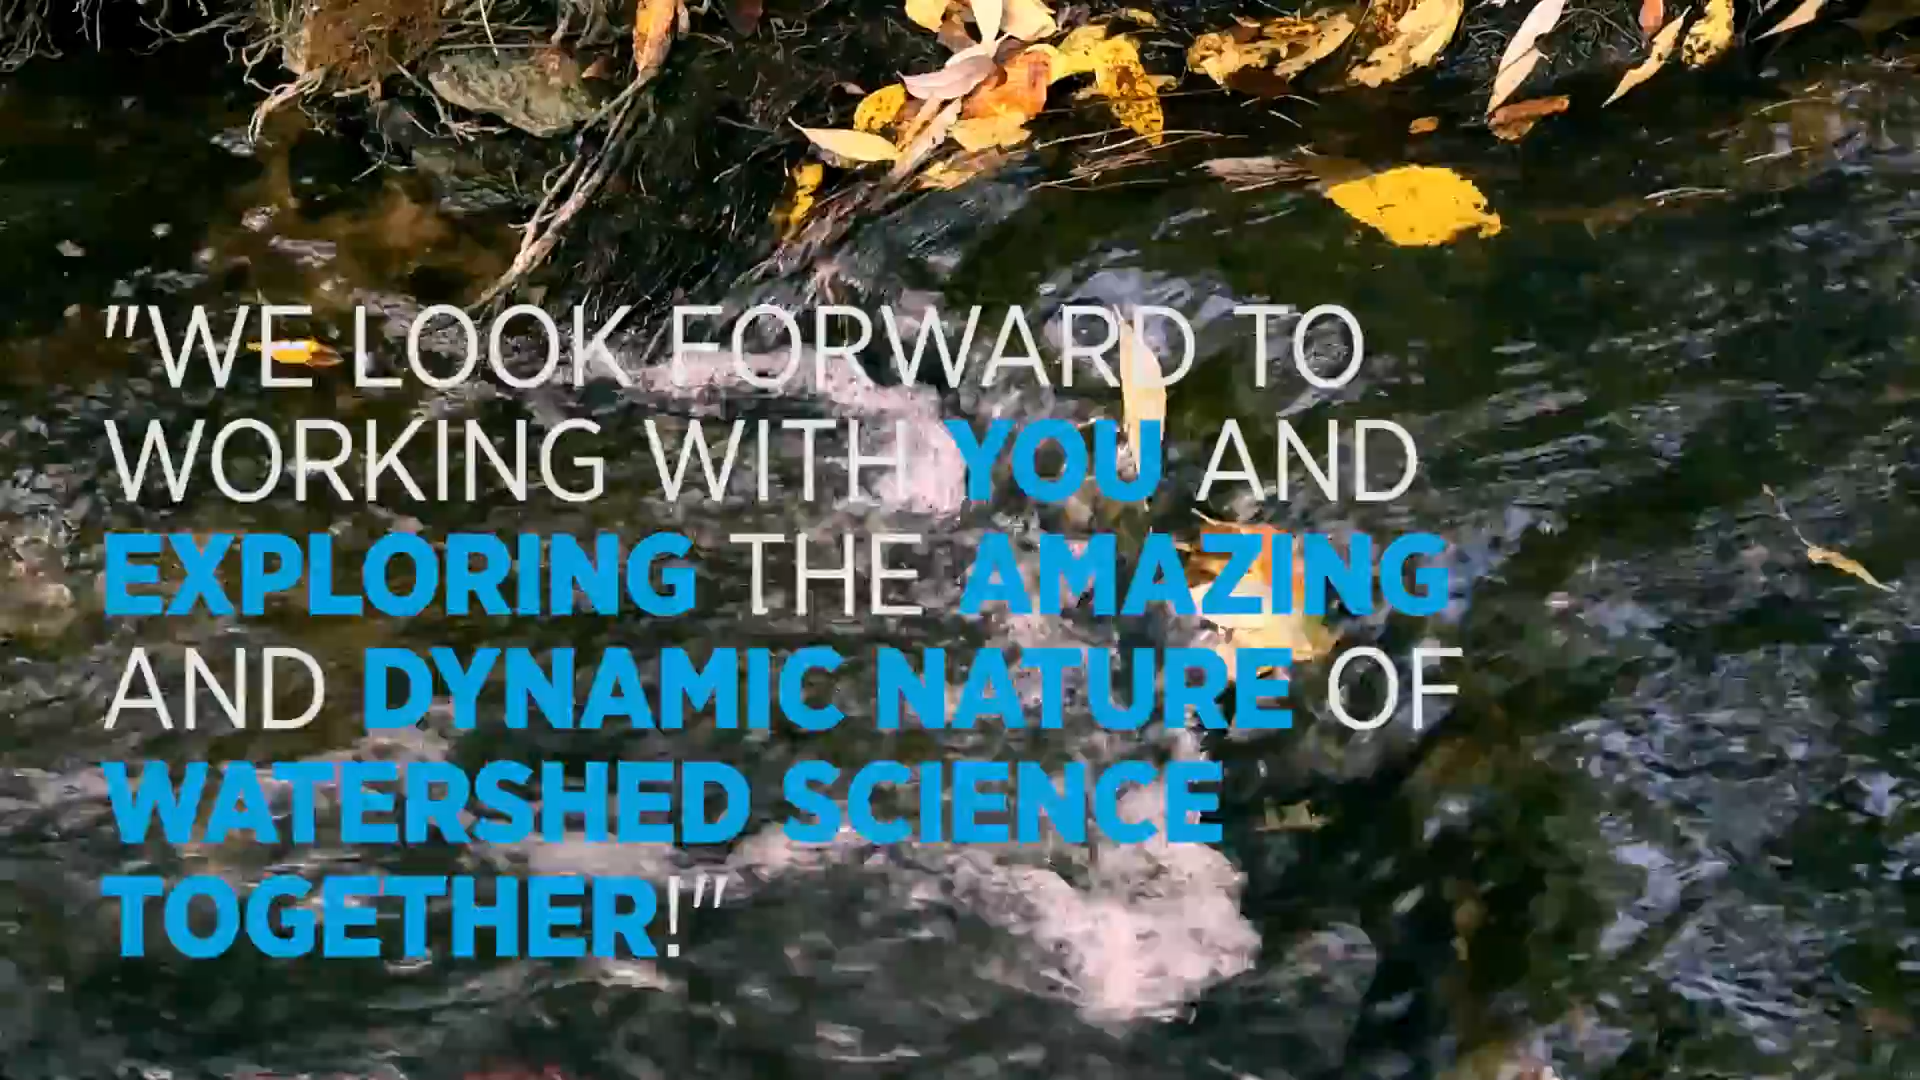 "WE LOOK FORWARD TO
WORKING WITH YOU AND
EXPLORING THE AMAZING
AND DYNAMIC NATURE OF
WATERSHED SCIENCE
TOGETHER!"